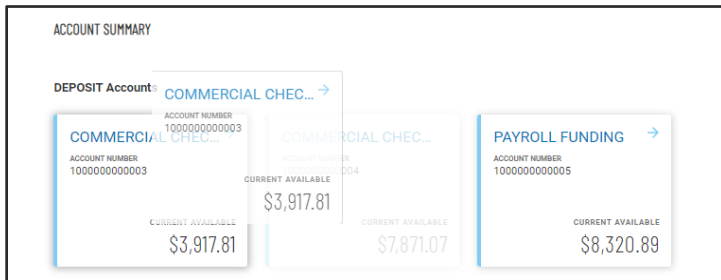 ACCOUNT SUMMARY
DEPOSIT Accounts
COMMERCIAL CHEC...
ACCOUNT NUMBER
1000000000003
CURRENT AVAILABLE
$3,917.81
COMMERCIAL CHEC...
ACCOUNT NUMBER
1000000000003
CURRENT AVAILABLE
$3,917.81
COMMERCIAL CHEC...
004
CURRENT AVAILABLE
$7,871.07
PAYROLL FUNDING
ACCOUNT NUMBER
1000000000005
CURRENT AVAILABLE
$8,320.89